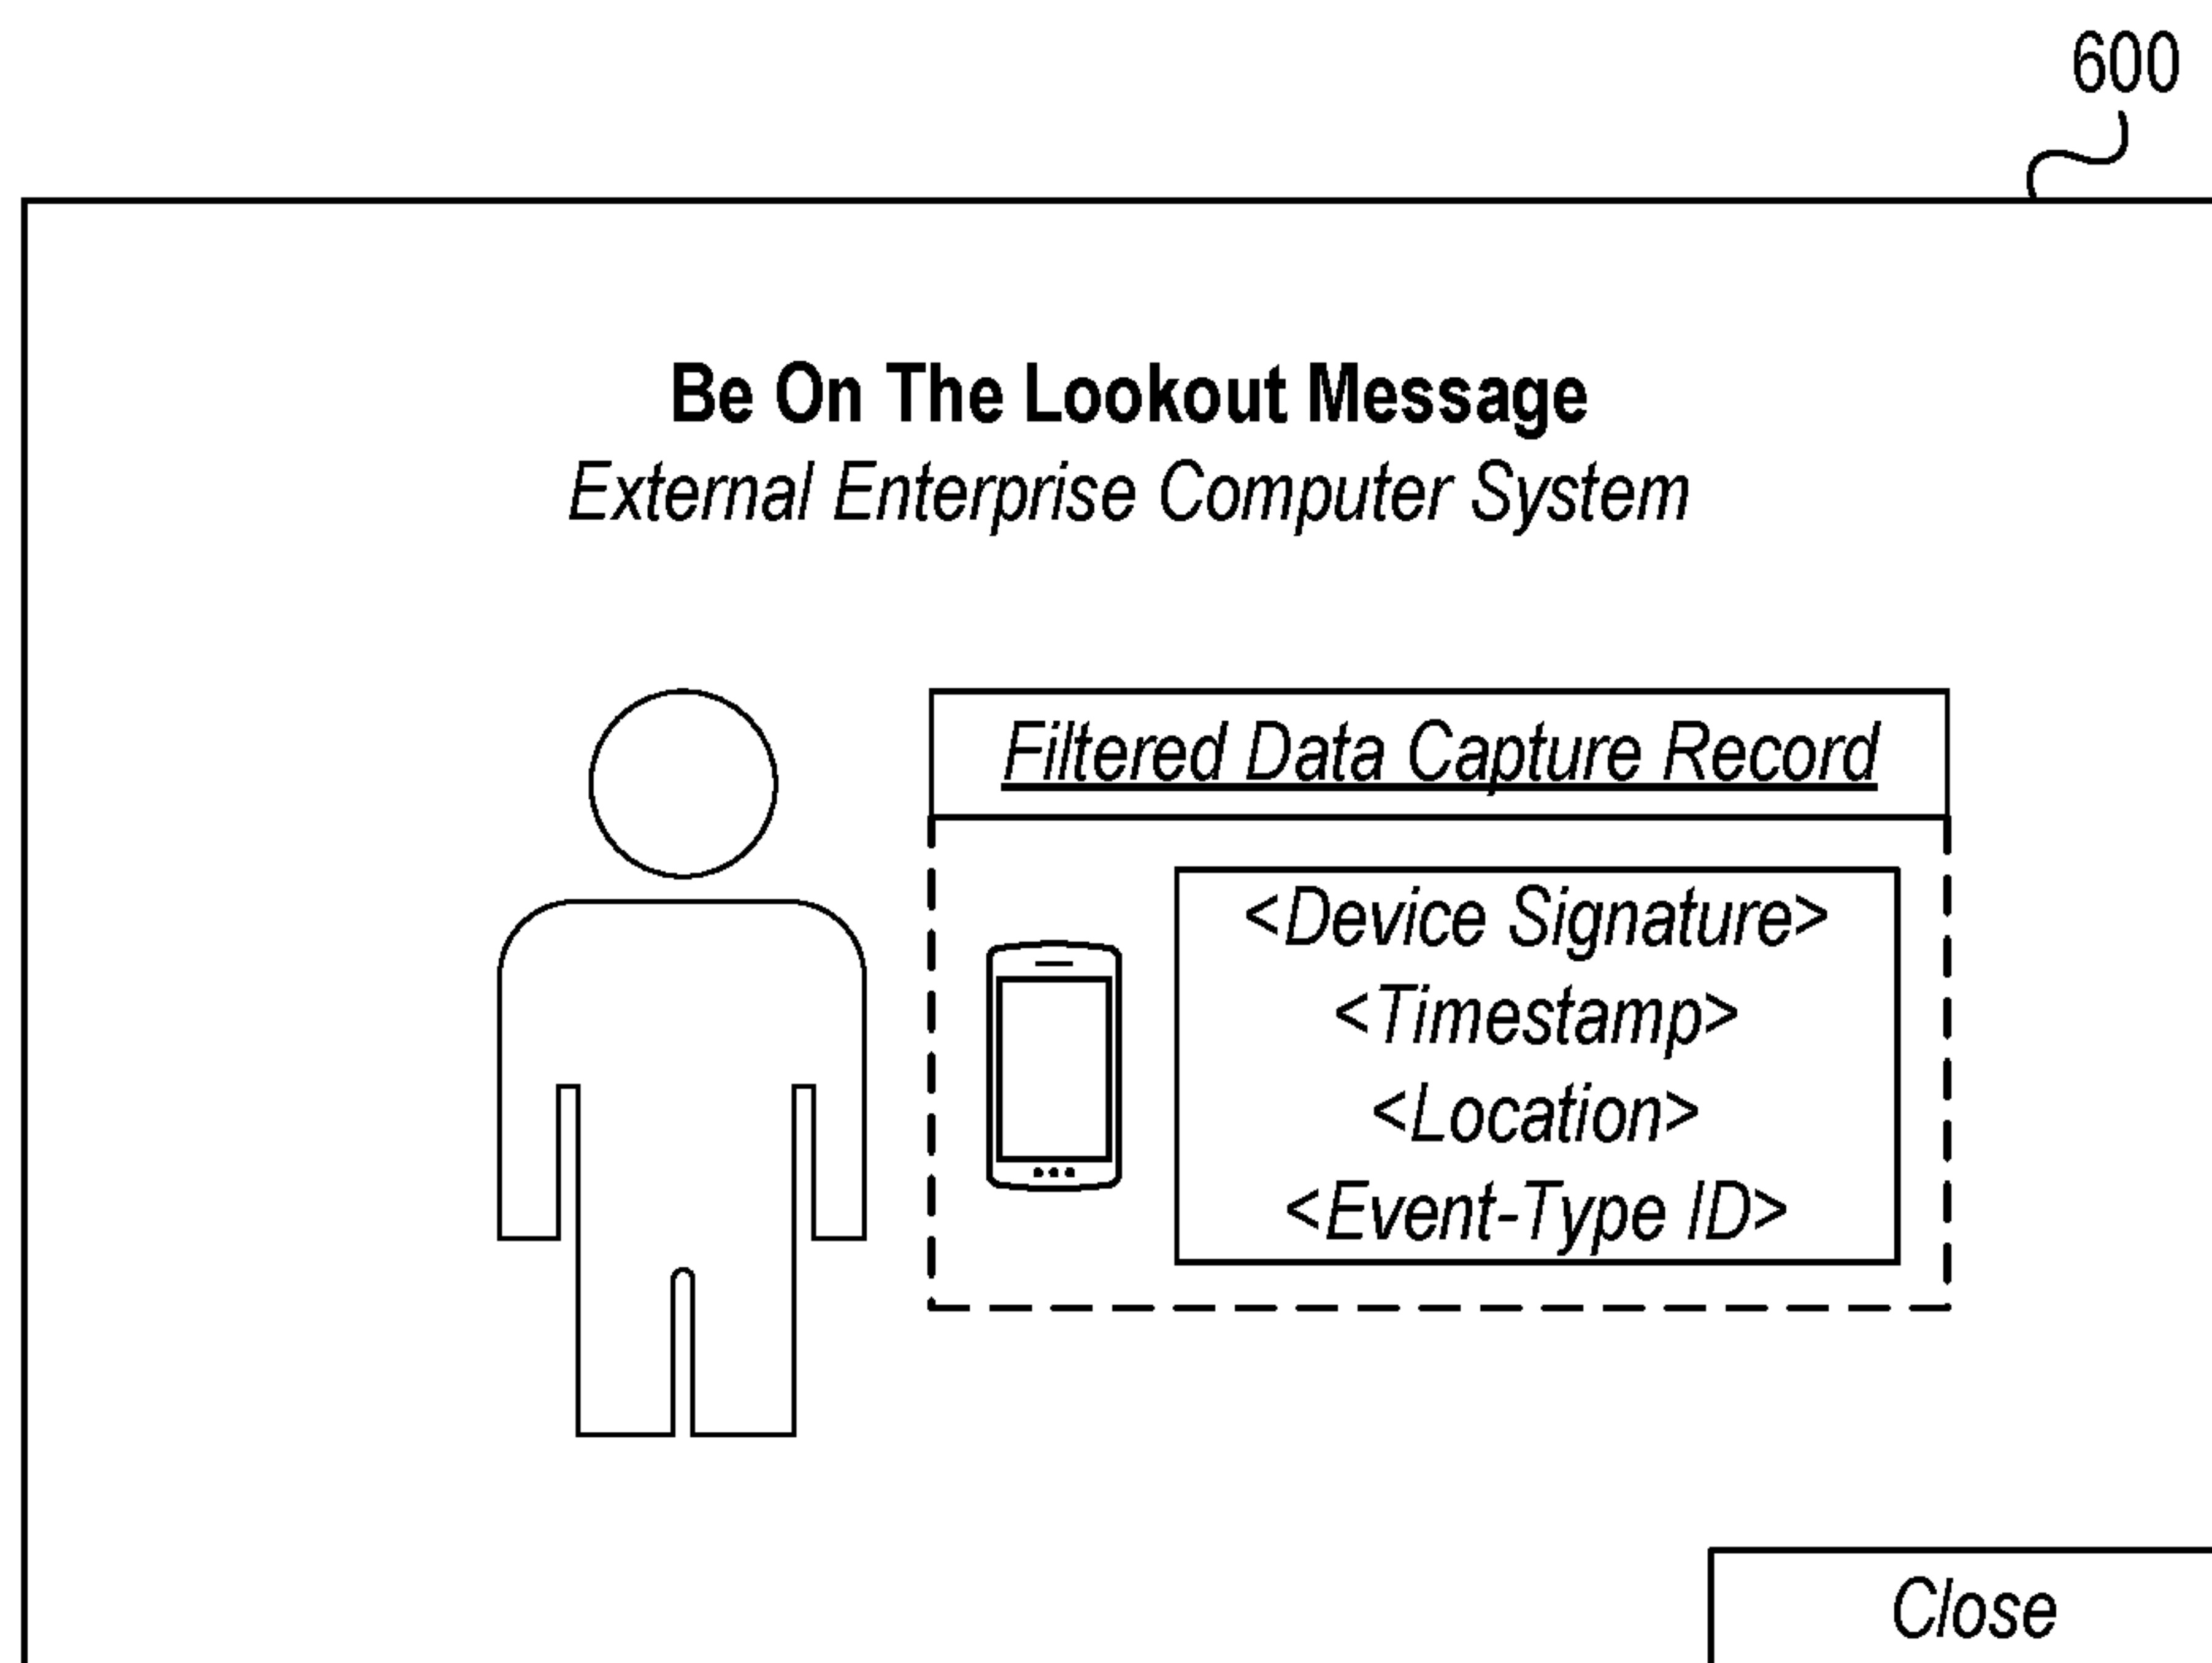 600
Be On The Lookout Message
External Enterprise Computer System
Filtered Data Capture Record
<Device Signature>
<Timestamp>
<Location>
<Event-Type ID>
Close